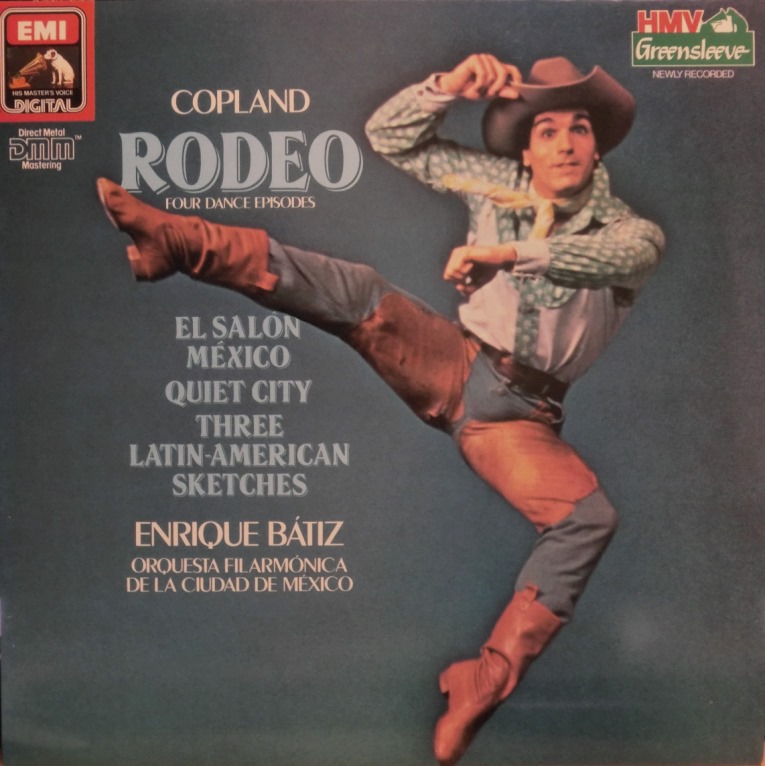 EMI
HIS MASTER'S VOICE
DIGITAL
Direct Metal
DMM™
Mastering
HMV
Greensleeve
NEWLY RECORDED
COPLAND
RODEO
FOUR DANCE EPISODES
EL SALÓN
MÉXICO
QUIET CITY
THREE
LATIN-AMERICAN
SKETCHES
ENRIQUE BÁTIZ
ORQUESTA FILARMÓNICA
DE LA CIUDAD DE MÉXICO